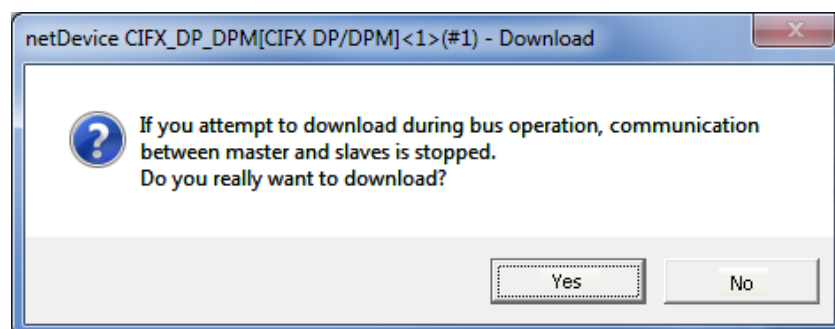 netDevice CIFX_DP_DPM[CIFX DP/DPM]<1>(#1) - Download
If you attempt to download during bus operation, communication
between master and slaves is stopped.
Do you really want to download?
Yes
No